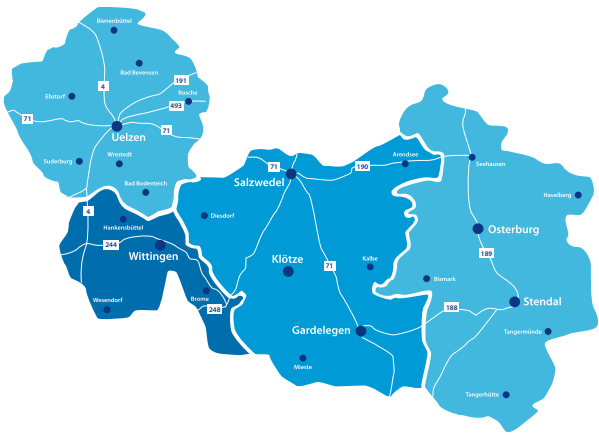 Bienenbüttel
Bad Bevensen
191
4
Rosche
Ebstorf
493
71
71
Uelzen
Wrestedt
Suderburg
Bad Bodenteich
4
Hankensbüttel
244
Wittingen
Wesendorf
Brome
248
71
190
Arendsee
Salzwedel
Diesdorf
Klötze
71
Kalbe
Gardelegen
Mieste
Seehausen
Havelberg
Osterburg
189
Bismark
Stendal
188
Tangermünde
Tangerhütte